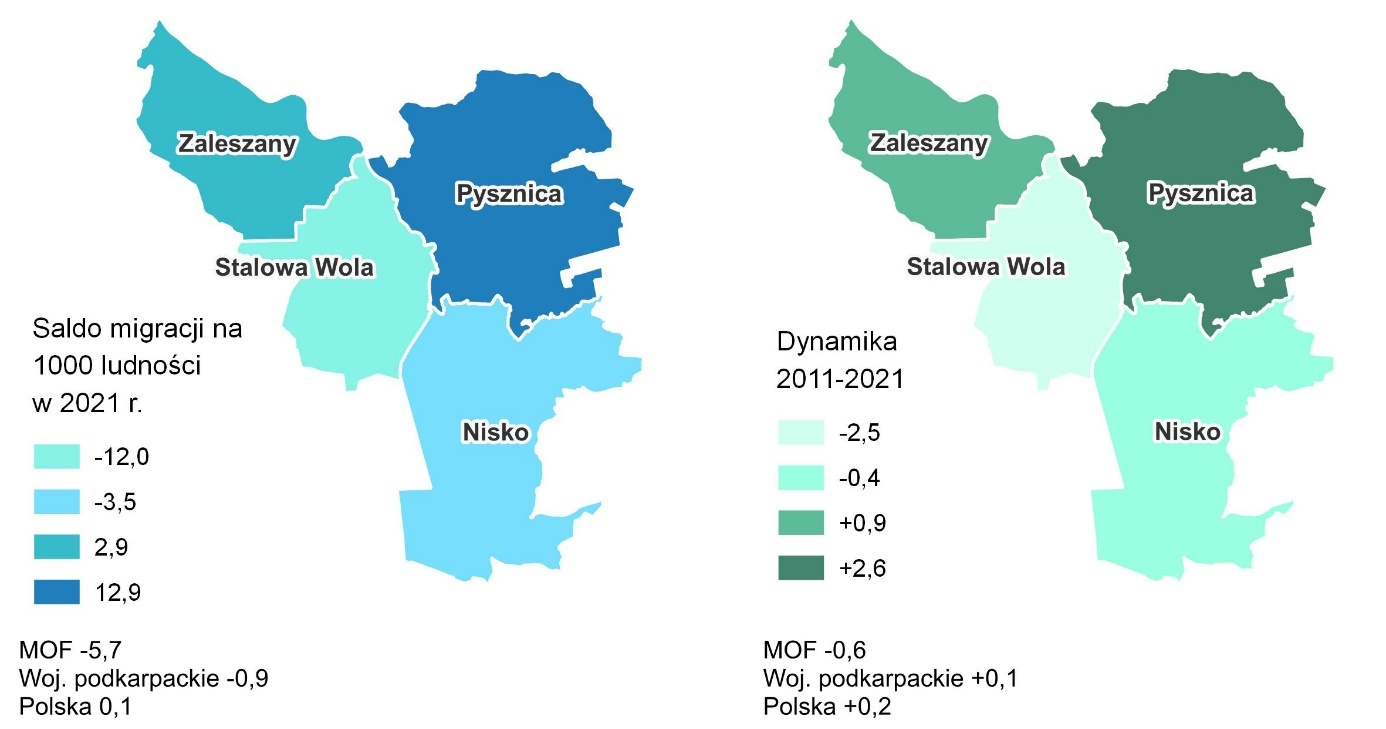 Zaleszany
Pysznica
Stalowa Wola
Nisko
Saldo migracji na
1000 ludności
w 2021 r.
-12,0
-3,5
2,9
12,9
MOF -5,7
Woj. podkarpackie -0,9
Polska 0,1
Zaleszany
Pysznica
Stalowa Wola
Nisko
Dynamika
2011-2021
-2,5
-0,4
+0,9
+2,6
MOF -0,6
Woj. podkarpackie +0,1
Polska +0,2